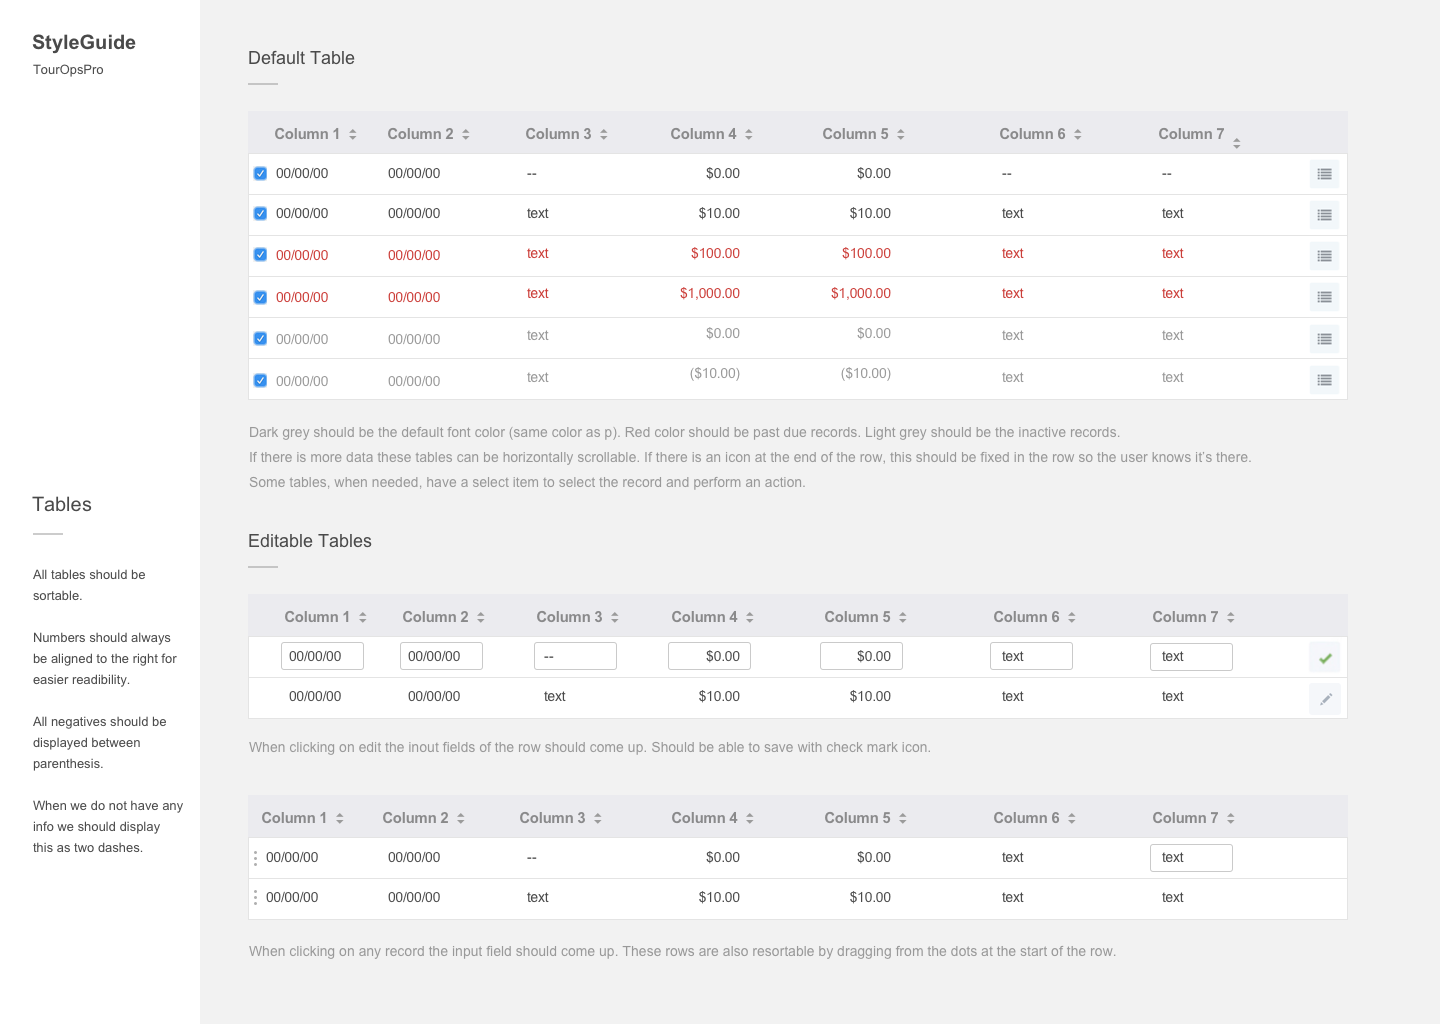 StyleGuide
TourOpsPro
Tables
All tables should be
sortable.
Numbers should always
be aligned to the right for
easier readibility.
All negatives should be
displayed between
parenthesis.
When we do not have any
info we should display
this as two dashes.
Default Table
Column 1 Column 2 Column 3 Column 4 Column 5 Column 6 Column 7
00/00/00 00/00/00 -- $0.00 $0.00 -- --
00/00/00 00/00/00 text $10.00 $10.00 text text
00/00/00 00/00/00 text $100.00 $100.00 text text
00/00/00 00/00/00 text $1,000.00 $1,000.00 text text
00/00/00 00/00/00 text $0.00 $0.00 text text
00/00/00 00/00/00 text ($10.00) ($10.00) text text
Dark grey should be the default font color (same color as p). Red color should be past due records. Light grey should be the inactive records.
If there is more data these tables can be horizontally scrollable. If there is an icon at the end of the row, this should be fixed in the row so the user knows it's there.
Some tables, when needed, have a select item to select the record and perform an action.
Editable Tables
Column 1 Column 2 Column 3 Column 4 Column 5 Column 6 Column 7
00/00/00 00/00/00 -- $0.00 $0.00 text text
00/00/00 00/00/00 text $10.00 $10.00 text text
When clicking on edit the inout fields of the row should come up. Should be able to save with check mark icon.
Column 1 Column 2 Column 3 Column 4 Column 5 Column 6 Column 7
00/00/00 00/00/00 -- $0.00 $0.00 text text
00/00/00 00/00/00 text $10.00 $10.00 text text
When clicking on any record the input field should come up. These rows are also resortable by dragging from the dots at the start of the row.